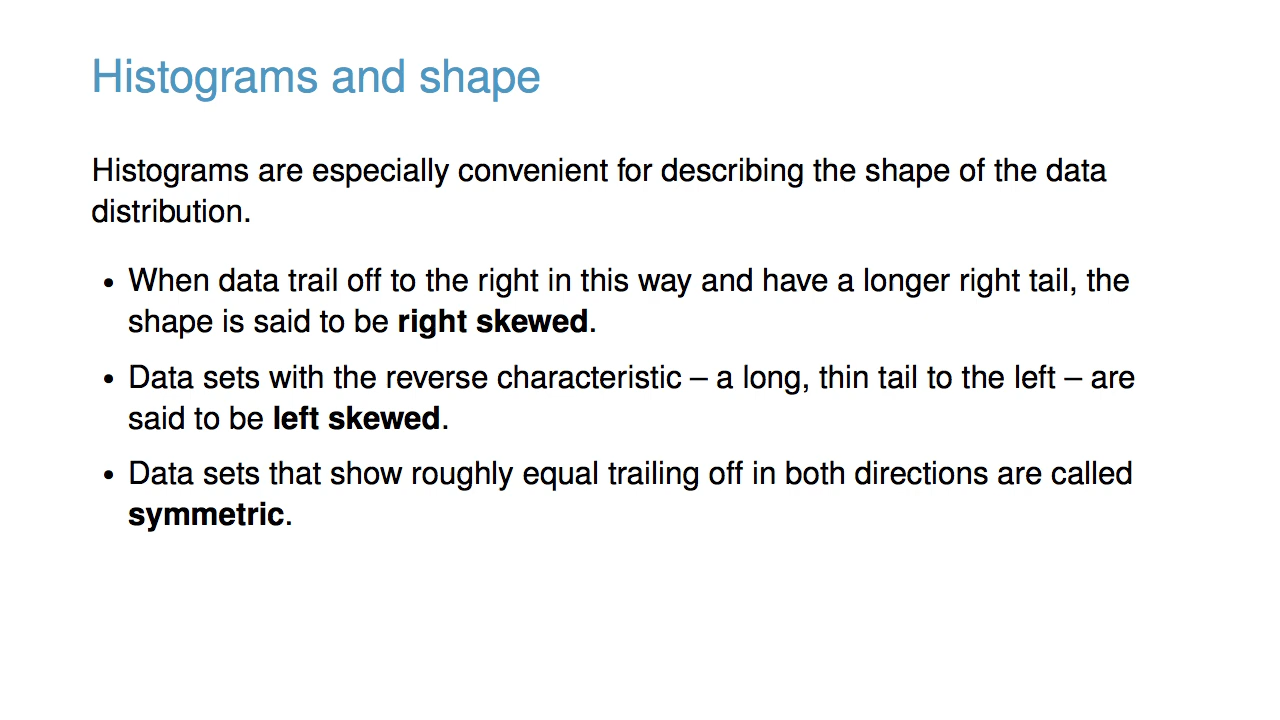 Histograms and shape
Histograms are especially convenient for describing the shape of the data
distribution.
• When data trail off to the right in this way and have a longer right tail, the
shape is said to be right skewed.
• Data sets with the reverse characteristic – a long, thin tail to the left – are
said to be left skewed.
• Data sets that show roughly equal trailing off in both directions are called
symmetric.